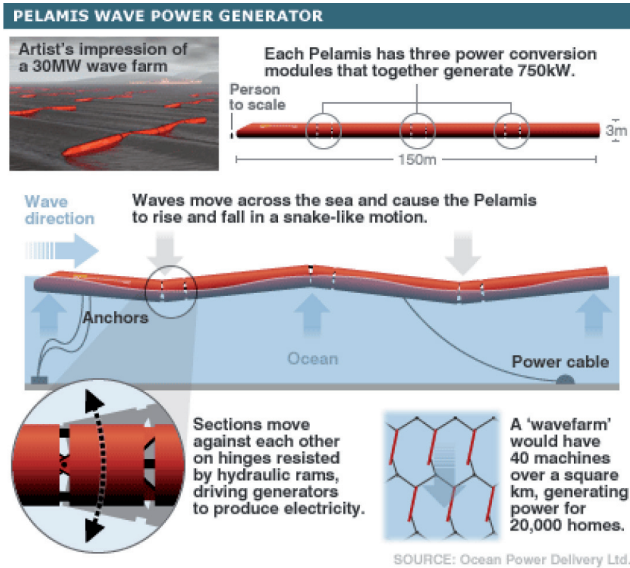 PELAMIS WAVE POWER GENERATOR
Artist's impression of
a 30MW wave farm
Each Pelamis has three power conversion
modules that together generate 750kW.
Person
to scale
3m
150m
Wave
direction
Waves move across the sea and cause the Pelamis
to rise and fall in a snake-like motion.
Anchors
Ocean
Power cable
Sections move
against each other
on hinges resisted
by hydraulic rams,
driving generators
to produce electricity.
A 'wavefarm'
would have
40 machines
over a square
km, generating
power for
20,000 homes.
SOURCE: Ocean Power Delivery Ltd.